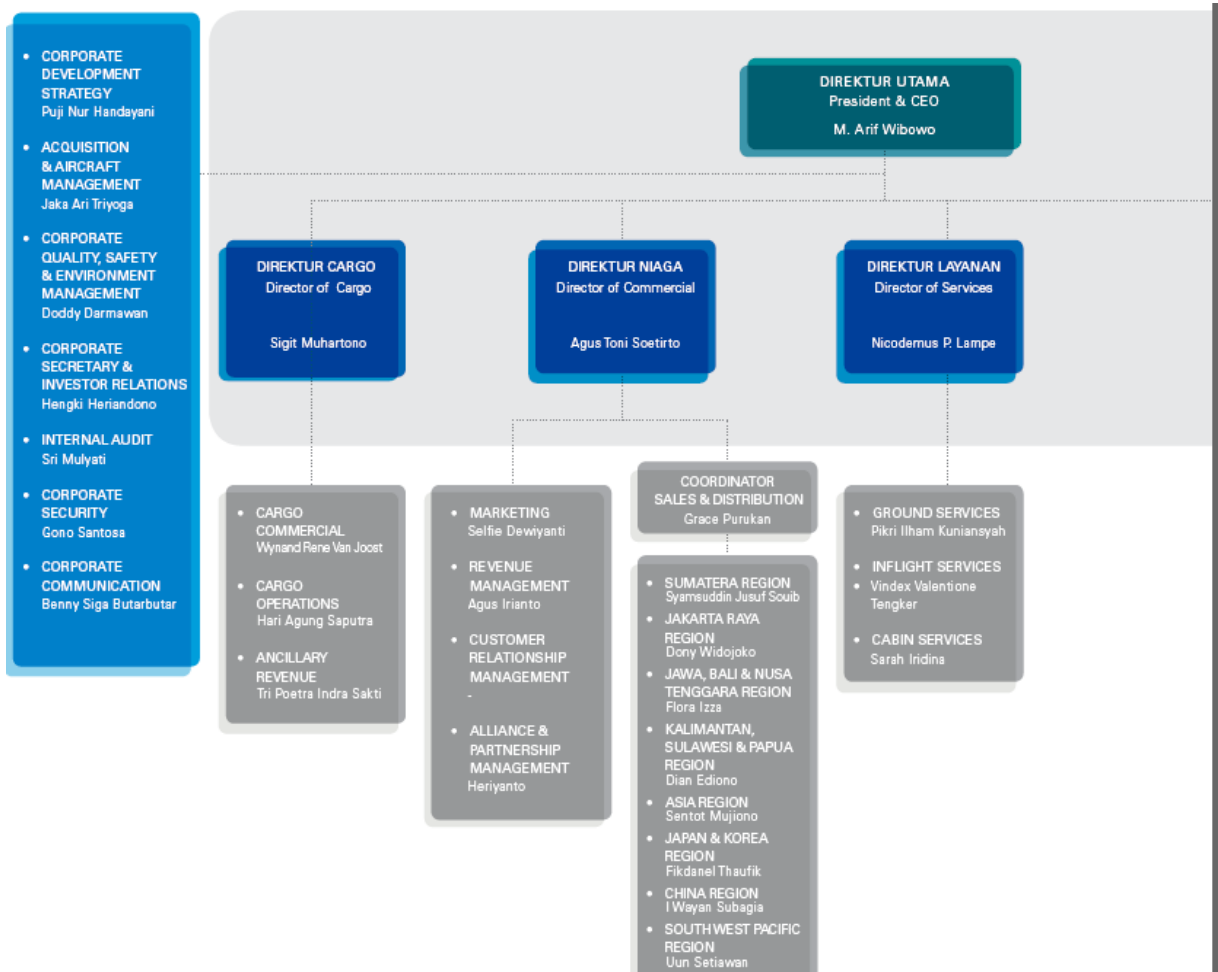 • CORPORATE
DEVELOPMENT
STRATEGY
Puji Nur Handayani
• ACQUISITION
& AIRCRAFT
MANAGEMENT
Jaka Ari Triyoga
• CORPORATE
QUALITY, SAFETY
& ENVIRONMENT
MANAGEMENT
Doddy Darmawan
• CORPORATE
SECRETARY &
INVESTOR RELATIONS
Hengki Heriandono
• INTERNAL AUDIT
Sri Mulyati
• CORPORATE
SECURITY
Gono Santosa
• CORPORATE
COMMUNICATION
Benny Siga Butarbutar
DIREKTUR UTAMA
President & CEO
M. Arif Wibowo
DIREKTUR CARGO
Director of Cargo
Sigit Muhartono
DIREKTUR NIAGA
Director of Commercial
Agus Toni Soetirto
DIREKTUR LAYANAN
Director of Services
Nicodemus P. Lampe
• CARGO
COMMERCIAL
Wynand Rene Van Joost
• CARGO
OPERATIONS
Hari Agung Saputra
• ANCILLARY
REVENUE
Tri Poetra Indra Sakti
• MARKETING
Selfie Dewiyanti
• REVENUE
MANAGEMENT
Agus Irianto
• CUSTOMER
RELATIONSHIP
MANAGEMENT
-
• ALLIANCE &
PARTNERSHIP
MANAGEMENT
Heriyanto
COORDINATOR
SALES & DISTRIBUTION
Grace Purukan
• SUMATERA REGION
Syamsuddin Jusuf Souib
• JAKARTA RAYA
REGION
Dony Widojoko
• JAWA, BALI & NUSA
TENGGARA REGION
Flora Izza
• KALIMANTAN,
SULAWESI & PAPUA
REGION
Dian Ediono
• ASIA REGION
Sentot Mujiono
• JAPAN & KOREA
REGION
Fikdanel Thaufik
• CHINA REGION
I Wayan Subagia
• SOUTH WEST PACIFIC
REGION
Uun Setiawan
• GROUND SERVICES
Pikri Ilham Kuniansyah
• INFLIGHT SERVICES
• Vindex Valentione
Tengker
• CABIN SERVICES
Sarah Iridina